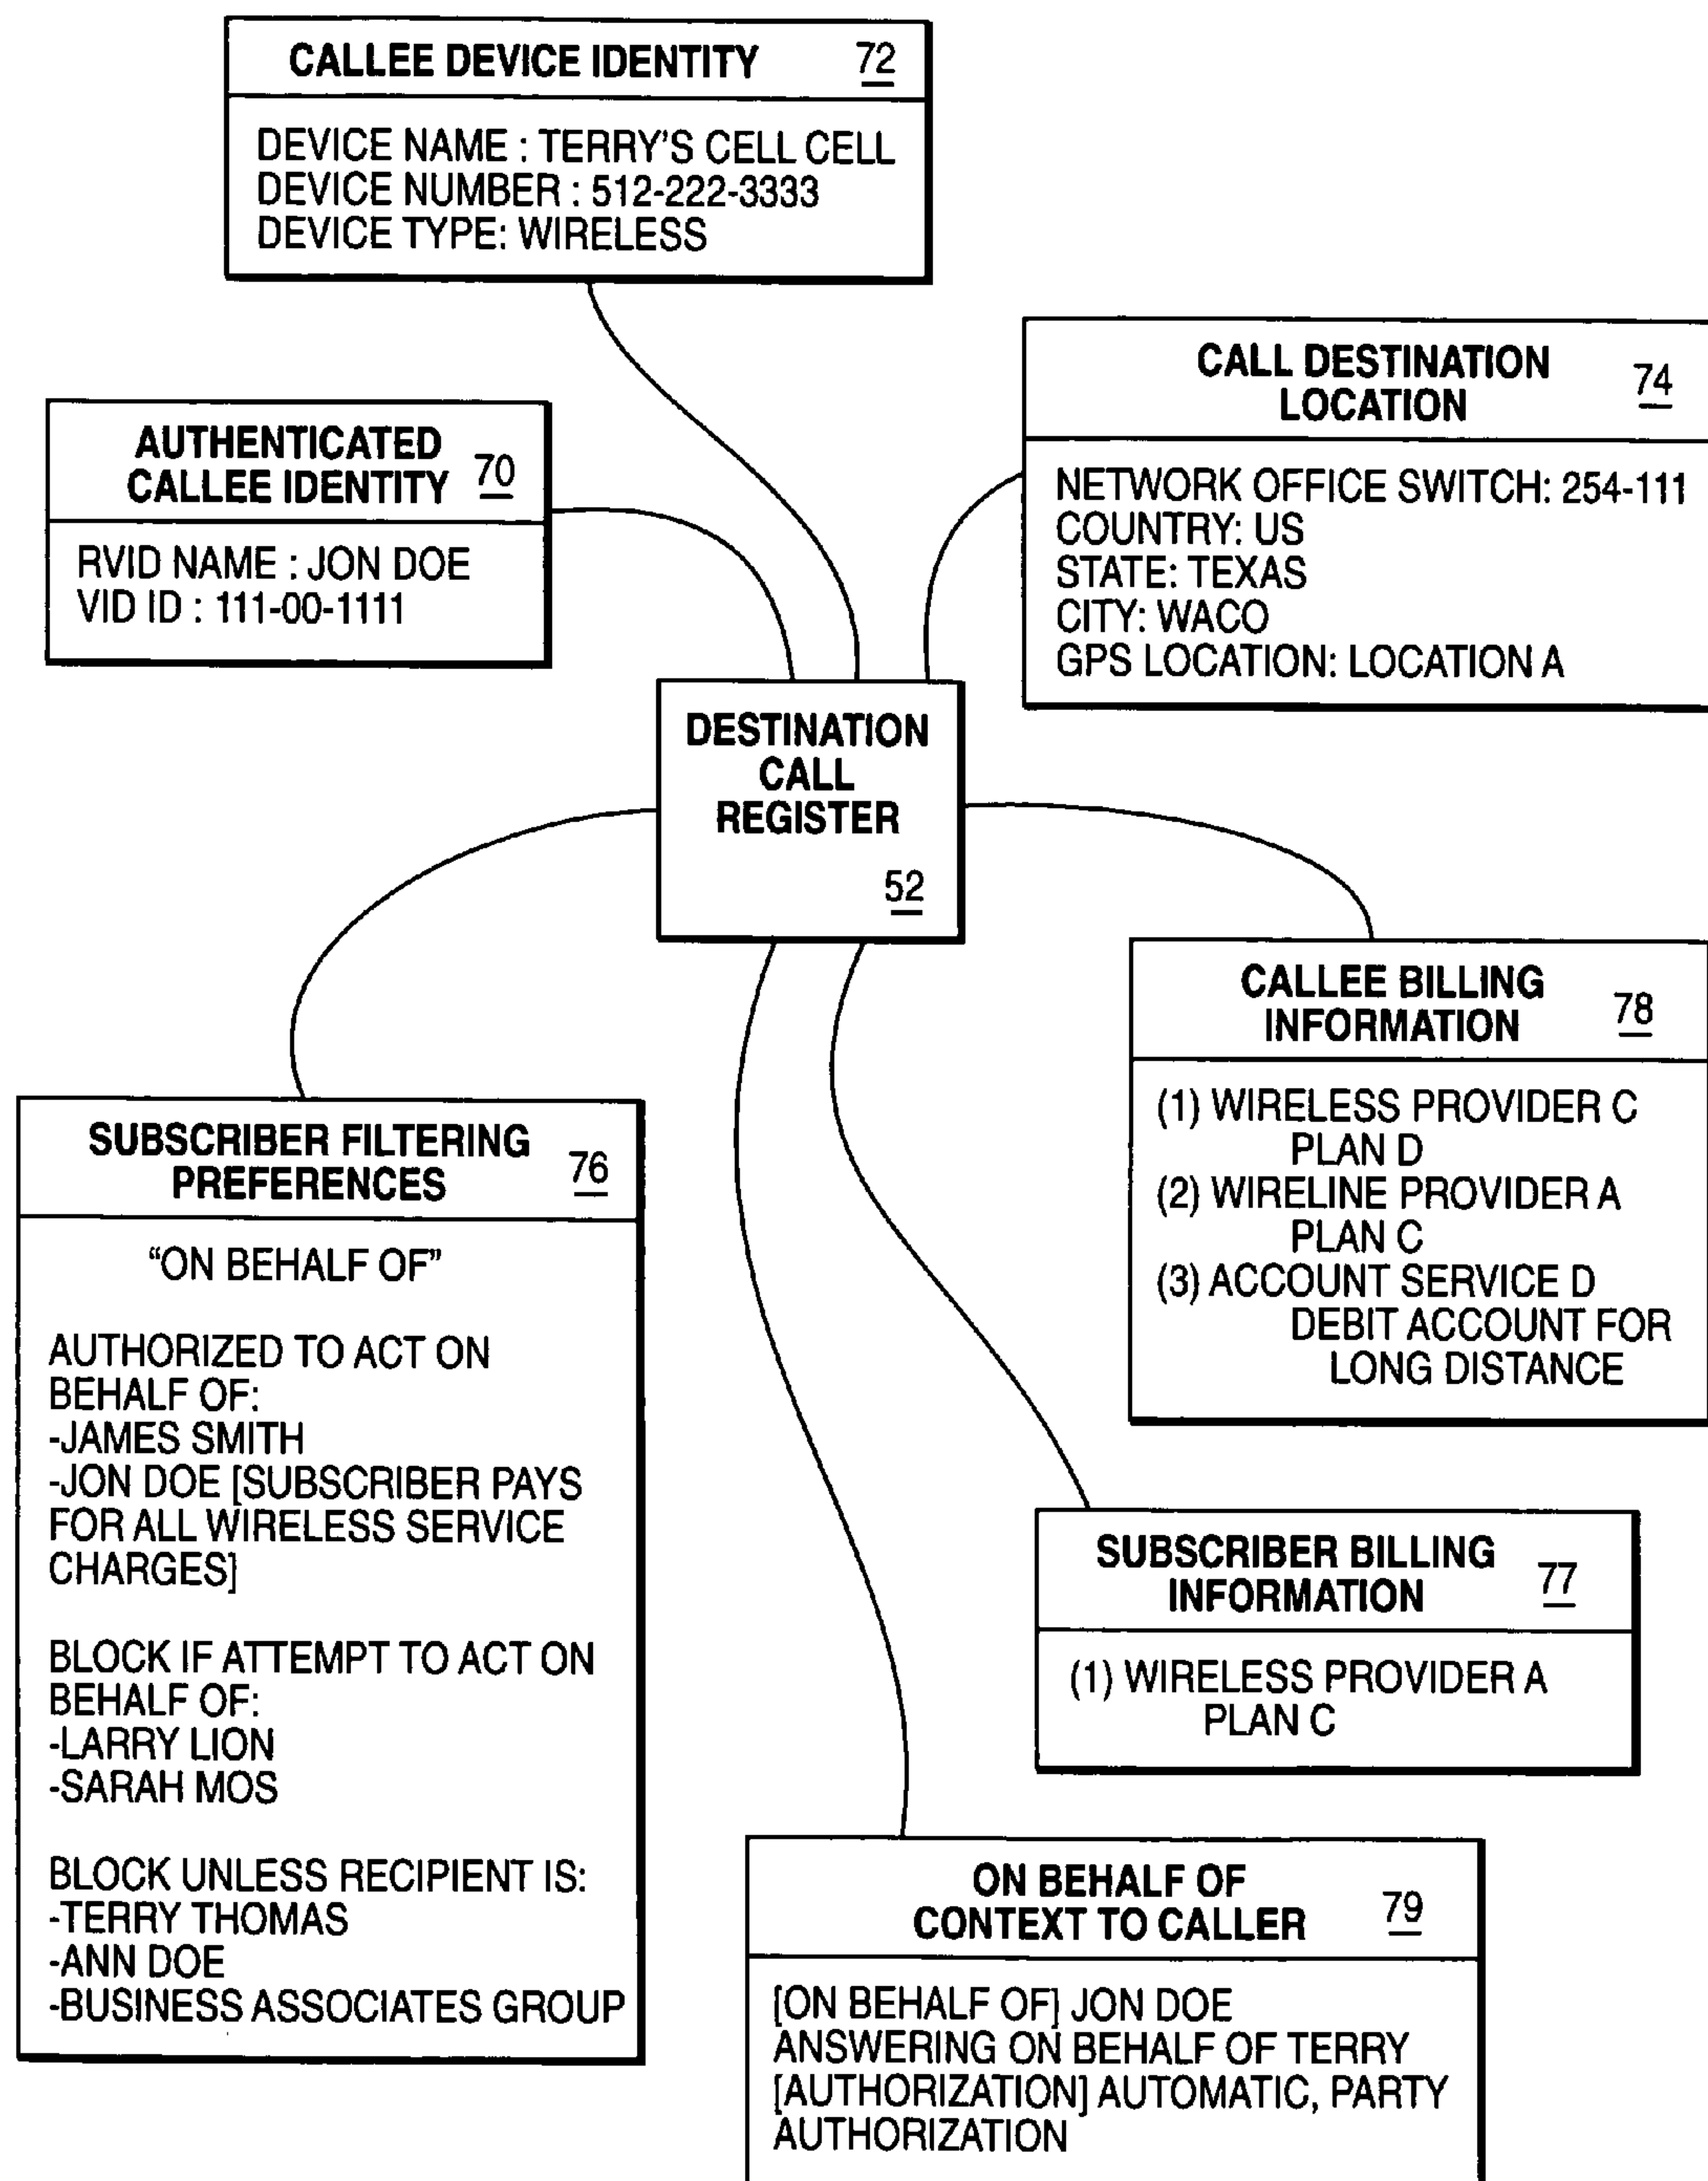 CALLEE DEVICE IDENTITY 72
DEVICE NAME : TERRY'S CELL CELL
DEVICE NUMBER : 512-222-3333
DEVICE TYPE: WIRELESS
CALL DESTINATION
LOCATION 74
NETWORK OFFICE SWITCH: 254-111
COUNTRY: US
STATE: TEXAS
CITY: WACO
GPS LOCATION: LOCATION A
AUTHENTICATED
CALLEE IDENTITY 70
RVID NAME : JON DOE
VID ID : 111-00-1111
DESTINATION
CALL
REGISTER
52
CALLEE BILLING
INFORMATION 78
(1) WIRELESS PROVIDER C
PLAN D
(2) WIRELINE PROVIDER A
PLAN C
(3) ACCOUNT SERVICE D
DEBIT ACCOUNT FOR
LONG DISTANCE
SUBSCRIBER FILTERING
PREFERENCES 76
“ON BEHALF OF”
AUTHORIZED TO ACT ON
BEHALF OF:
-JAMES SMITH
-JON DOE [SUBSCRIBER PAYS
FOR ALL WIRELESS SERVICE
CHARGES]
BLOCK IF ATTEMPT TO ACT ON
BEHALF OF:
-LARRY LION
-SARAH MOS
BLOCK UNLESS RECIPIENT IS:
-TERRY THOMAS
-ANN DOE
-BUSINESS ASSOCIATES GROUP
SUBSCRIBER BILLING
INFORMATION 77
(1) WIRELESS PROVIDER A
PLAN C
ON BEHALF OF
CONTEXT TO CALLER 79
[ON BEHALF OF] JON DOE
ANSWERING ON BEHALF OF TERRY
[AUTHORIZATION] AUTOMATIC, PARTY
AUTHORIZATION